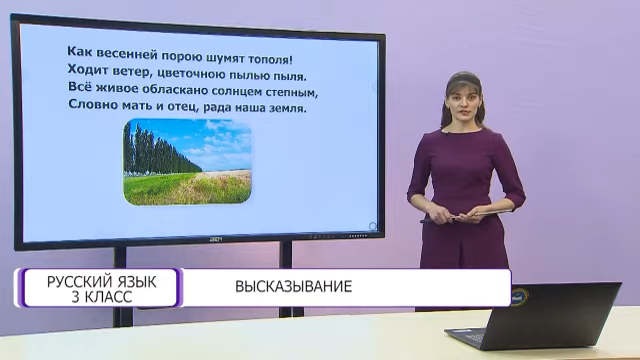 Как весенней порою шумят тополя!
Ходит ветер, цветочною пылью пыля.
Всё живое обласкано солнцем степным,
Словно мать и отец, рада наша земля.
РУССКИЙ ЯЗЫК
3 КЛАСС
ВЫСКАЗЫВАНИЕ